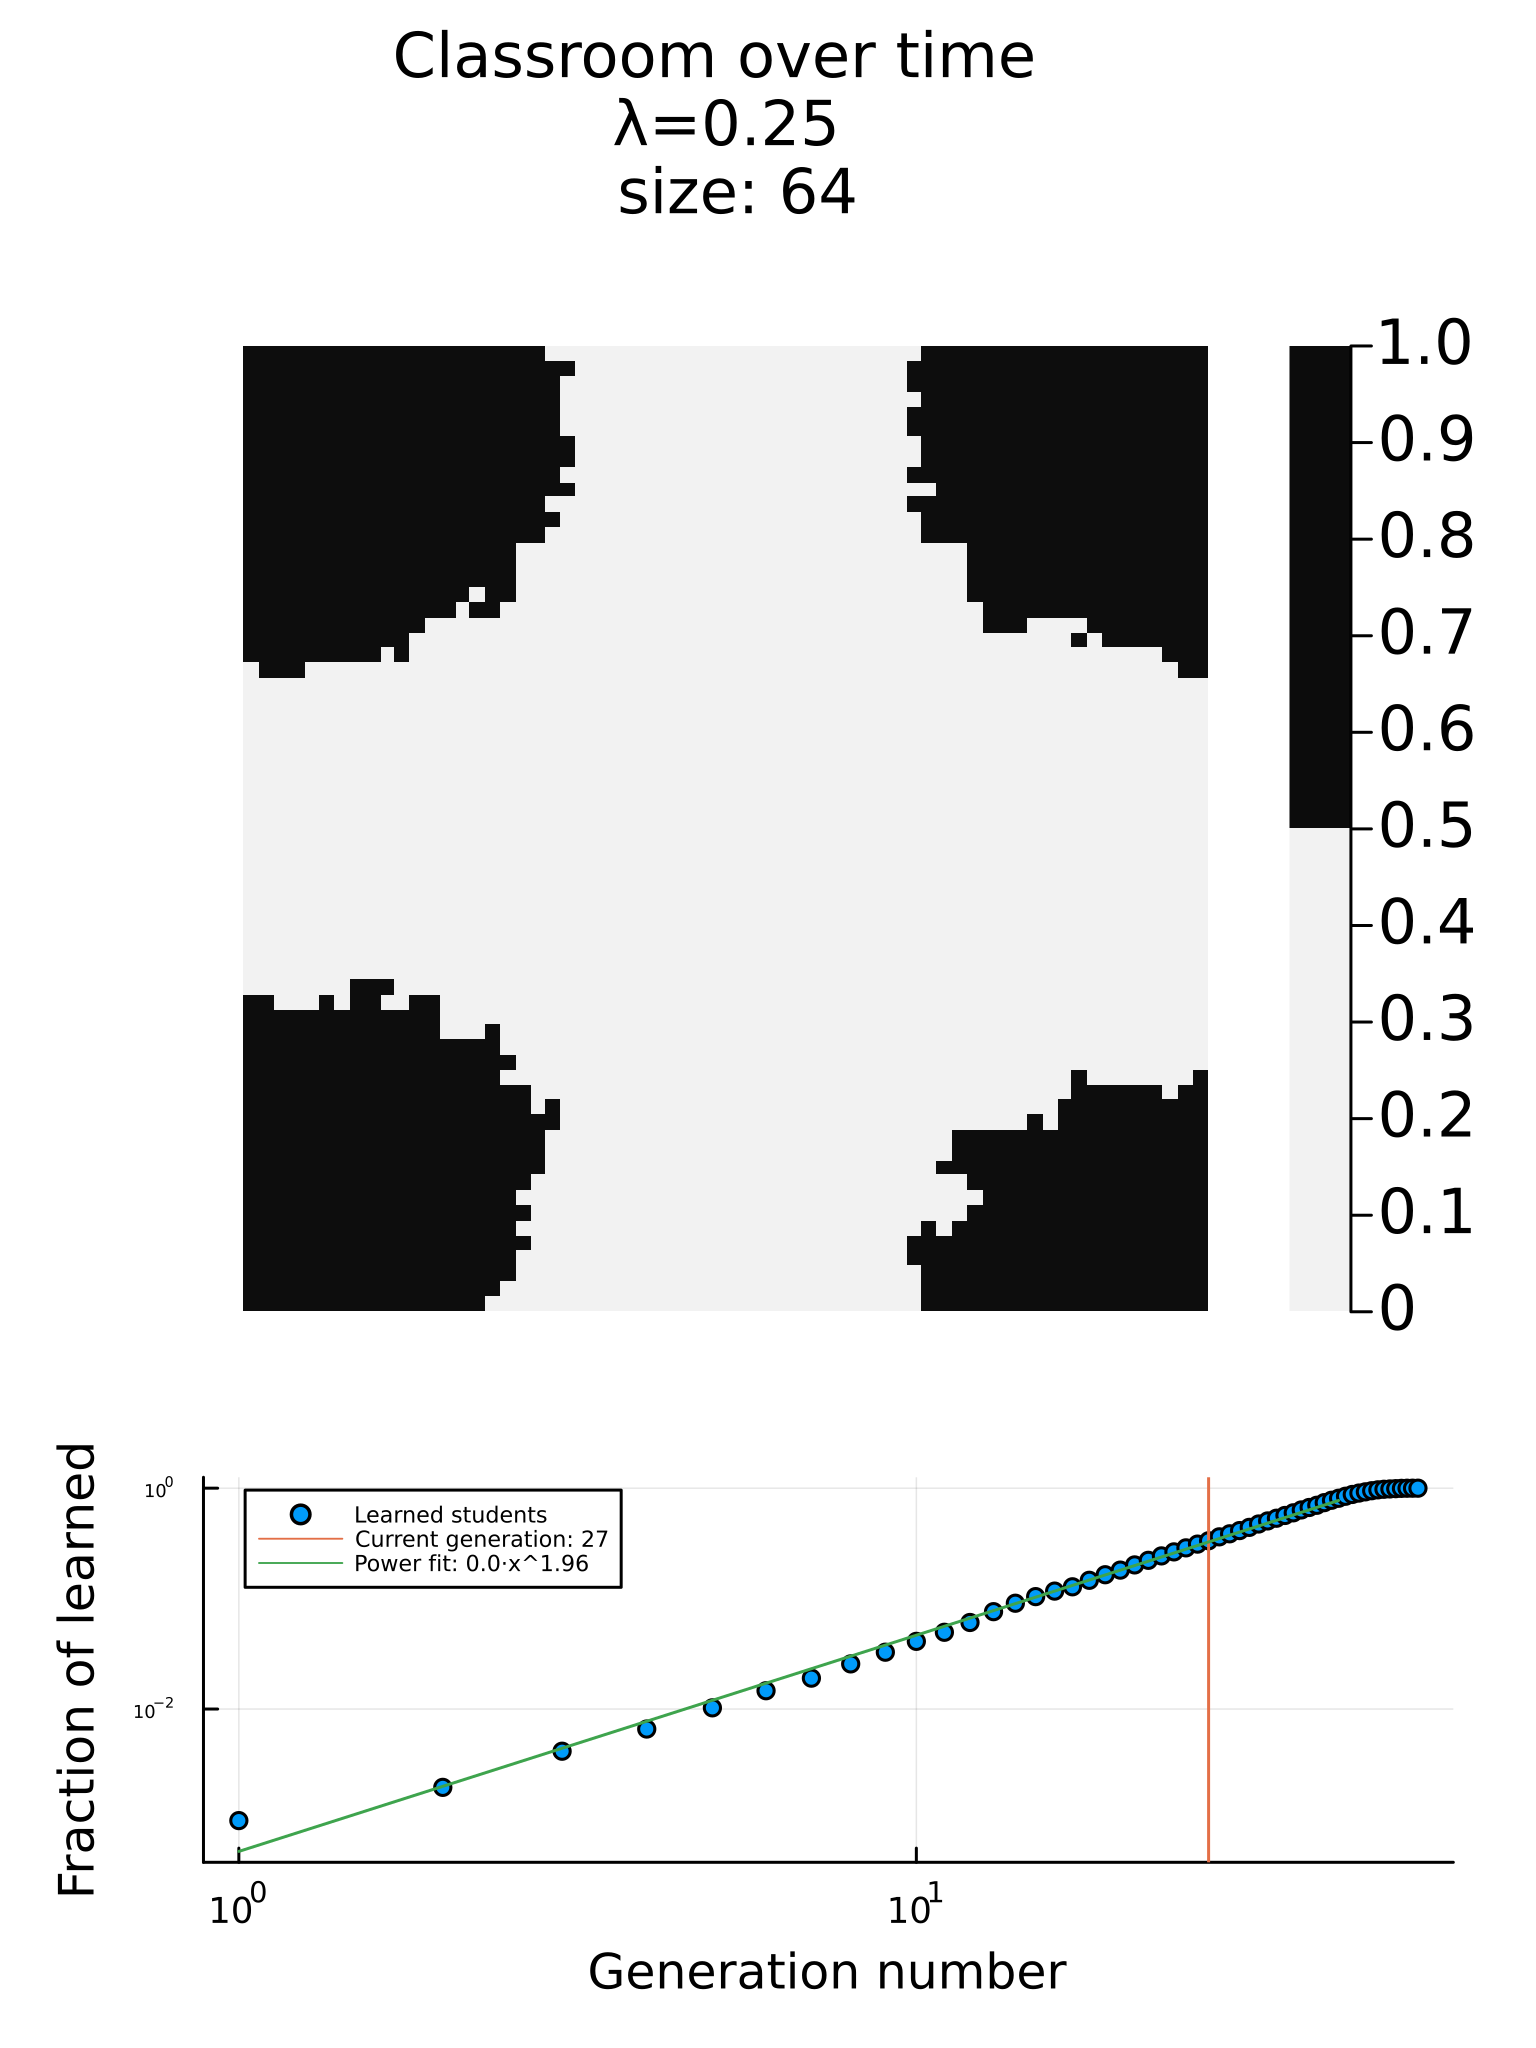 Classroom over time
λ=0.25
size: 64
1.0
0.9
0.8
0.7
0.6
0.5
0.4
0.3
0.2
0.1
0
Fraction of learned
10^0
10^−2
Learned students
Current generation: 27
Power fit: 0.0·x^1.96
10^0
10^1
Generation number